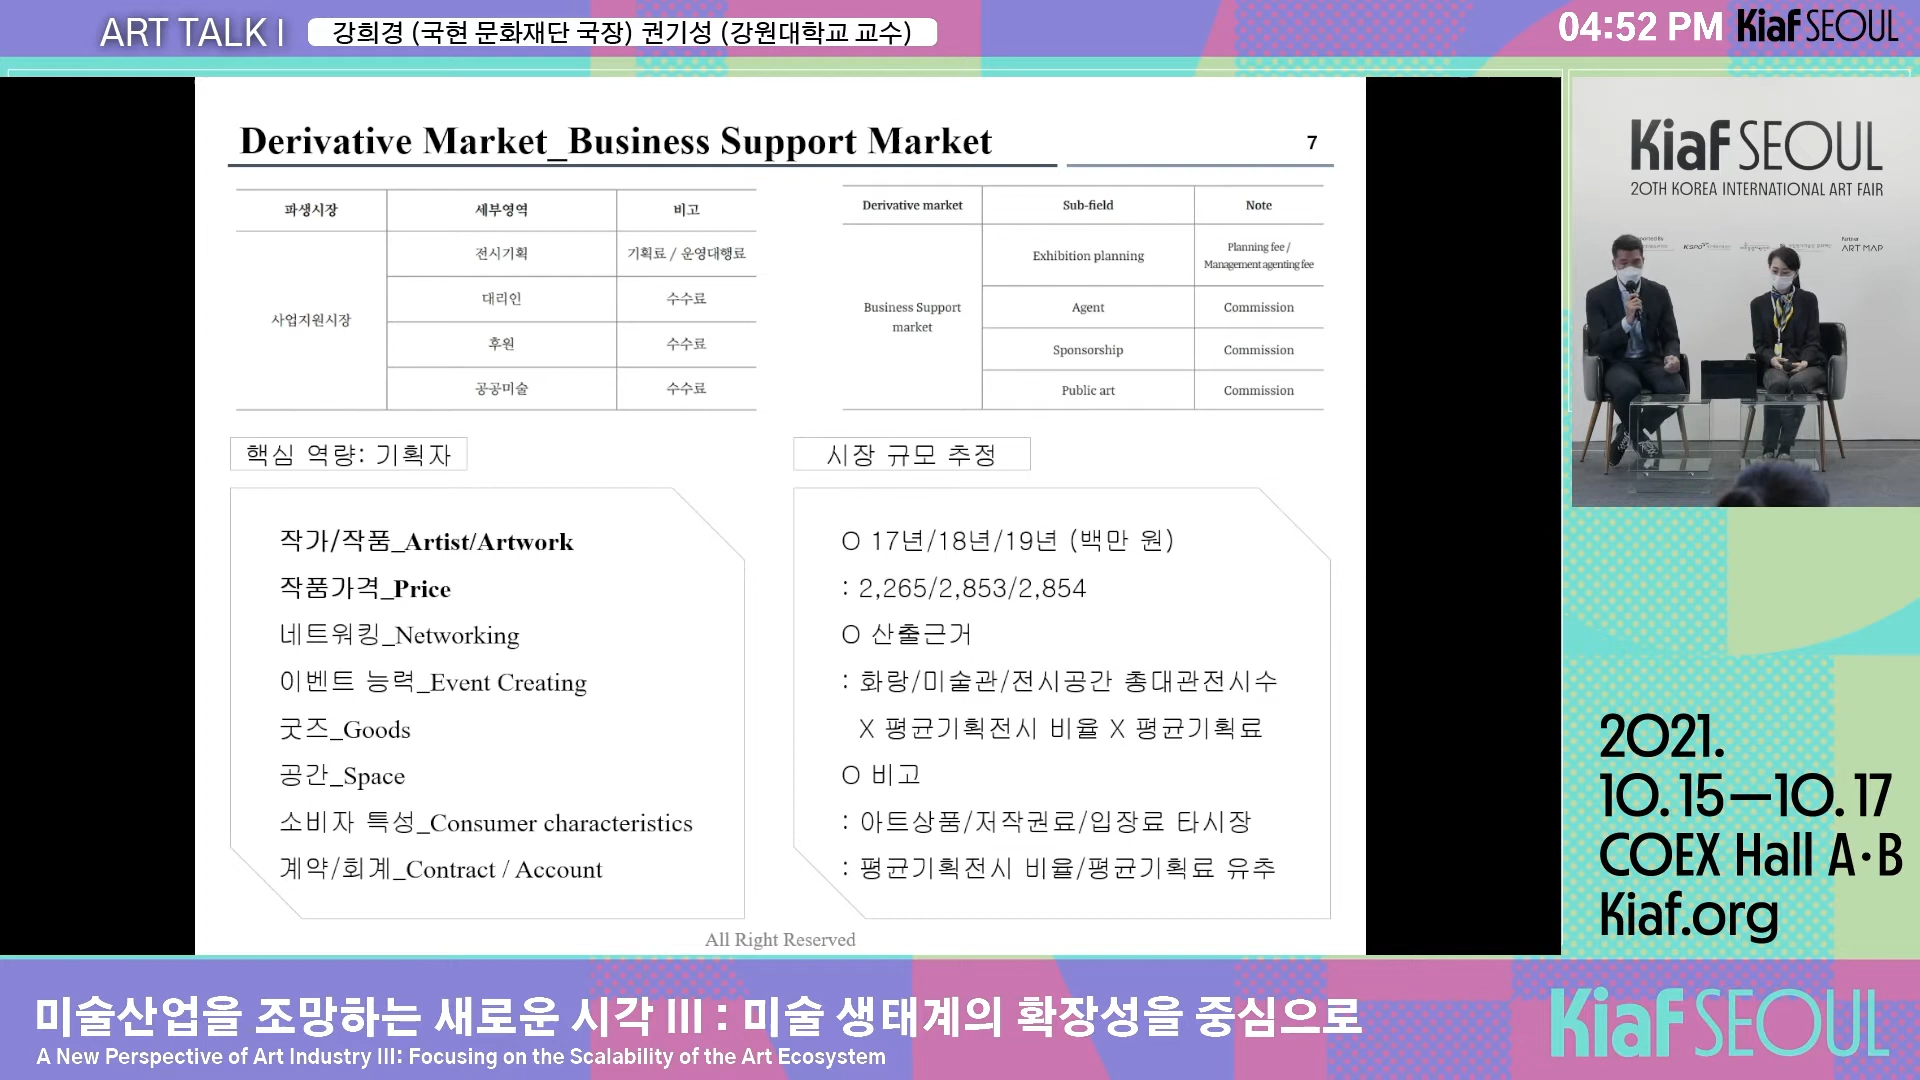 ART TALK I
강희경 (국현 문화재단 국장) 권기성 (강원대학교 교수)
04:52 PM Kiaf SEOUL
Derivative Market_Business Support Market
7
파생시장 세부영역 비고
사업지원시장
전시기획 기획료 / 운영대행료
대리인 수수료
후원 수수료
공공미술 수수료
Derivative market Sub-field Note
Business Support
market
Exhibition planning Planning fee /
Management agenting fee
Agent Commission
Sponsorship Commission
Public art Commission
핵심 역량: 기획자
작가/작품_Artist/Artwork
작품가격_Price
네트워킹_Networking
이벤트 능력_Event Creating
굿즈_Goods
공간_Space
소비자 특성_Consumer characteristics
계약/회계_Contract / Account
시장 규모 추정
O 17년/18년/19년 (백만 원)
: 2,265/2,853/2,854
O 산출근거
: 화랑/미술관/전시공간 총대관전시수
X 평균기획전시 비율 X 평균기획료
O 비고
: 아트상품/저작권료/입장료 타시장
: 평균기획전시 비율/평균기획료 유추
All Right Reserved
Kiaf SEOUL
20TH KOREA INTERNATIONAL ART FAIR
KSPO
Partner
ART MAP
2021.
10.15—10.17
COEX Hall A·B
Kiaf.org
미술산업을 조망하는 새로운 시각 III : 미술 생태계의 확장성을 중심으로
A New Perspective of Art Industry III: Focusing on the Scalability of the Art Ecosystem
Kiaf SEOUL